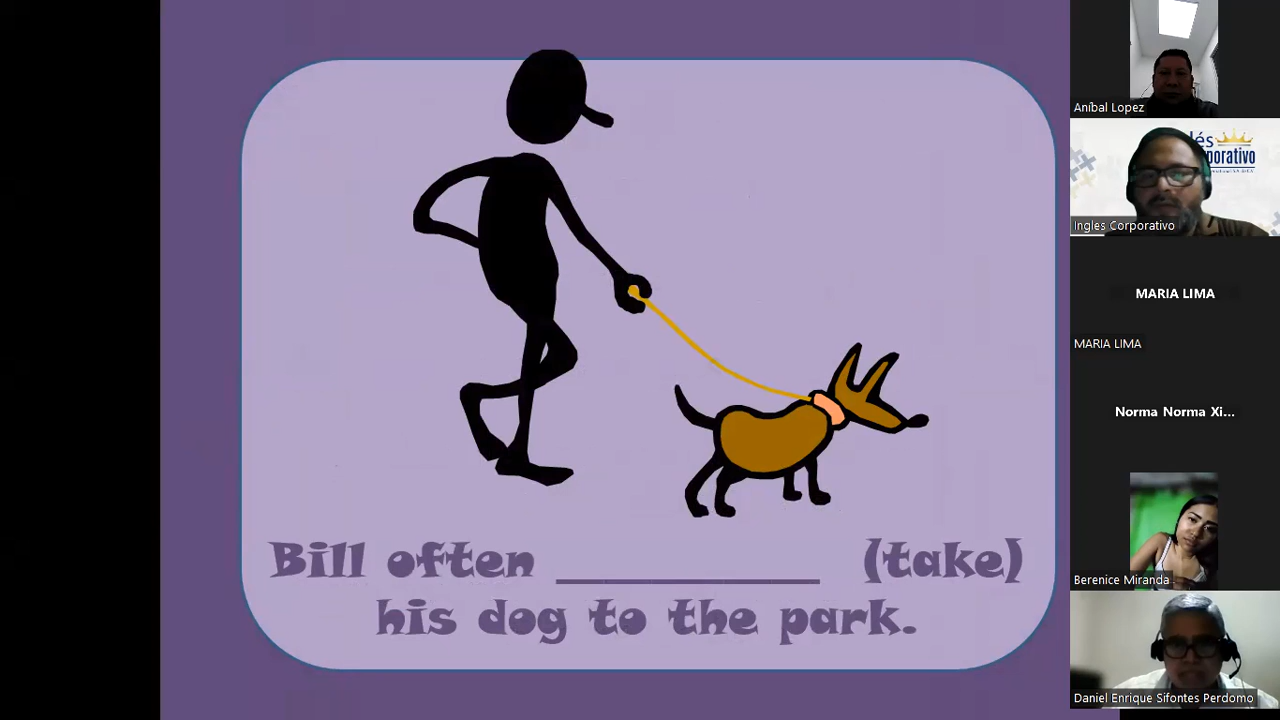 Bill often __________ (take)
his dog to the park.
Aníbal Lopez
Ingles Corporativo
MARIA LIMA
MARIA LIMA
Norma Norma Xi...
Berenice Miranda
Daniel Enrique Sifontes Perdomo